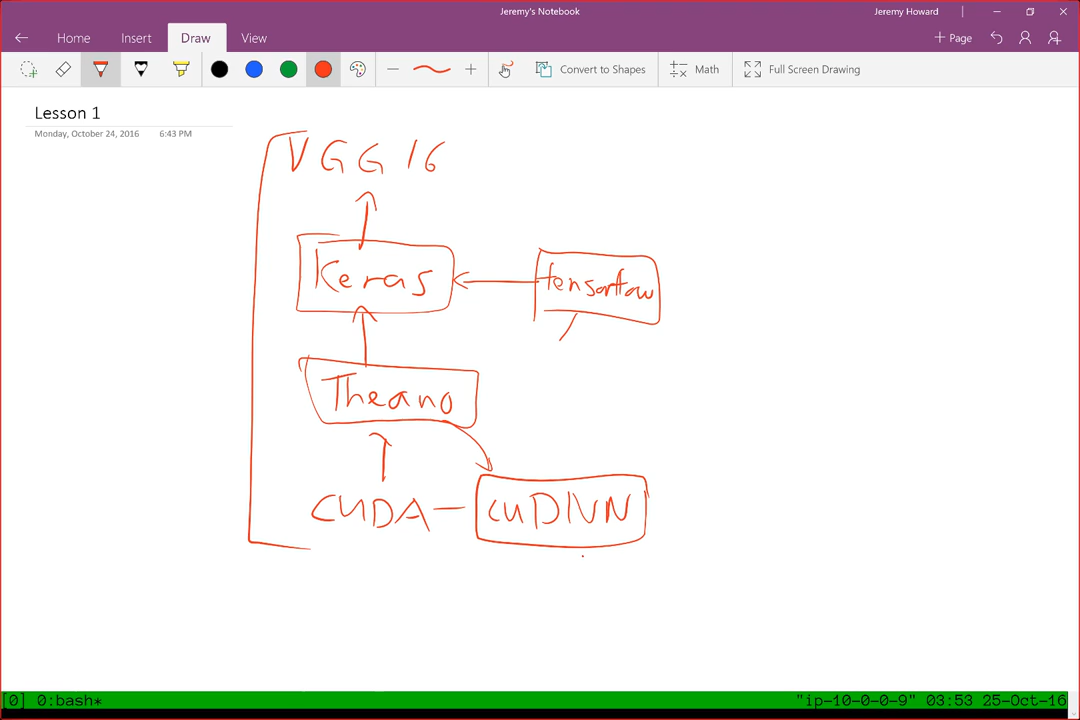 Jeremy's Notebook
Jeremy Howard
Home Insert Draw View
Page
Convert to Shapes
Math
Full Screen Drawing
Lesson 1
Monday, October 24, 2016 6:43 PM
VGG 16
Keras
tensorflow
Theano
CUDA - cuDNN
[0] 0:bash* "ip-10-0-0-9" 03:53 25-Oct-16